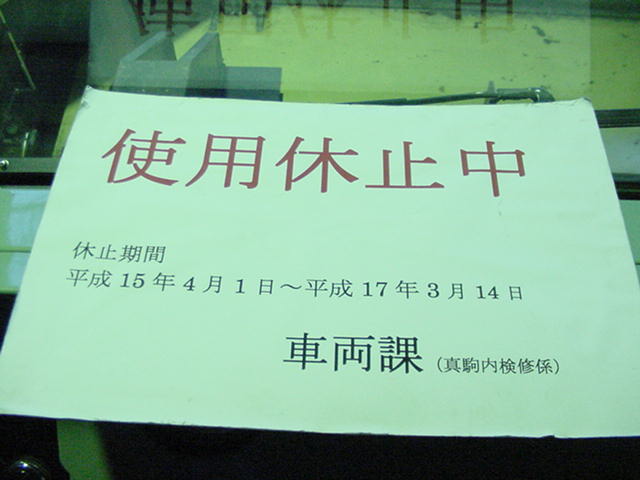 使用休止中
休止期間
平成15年4月1日～平成17年3月14日
車両課（真駒内検修係）